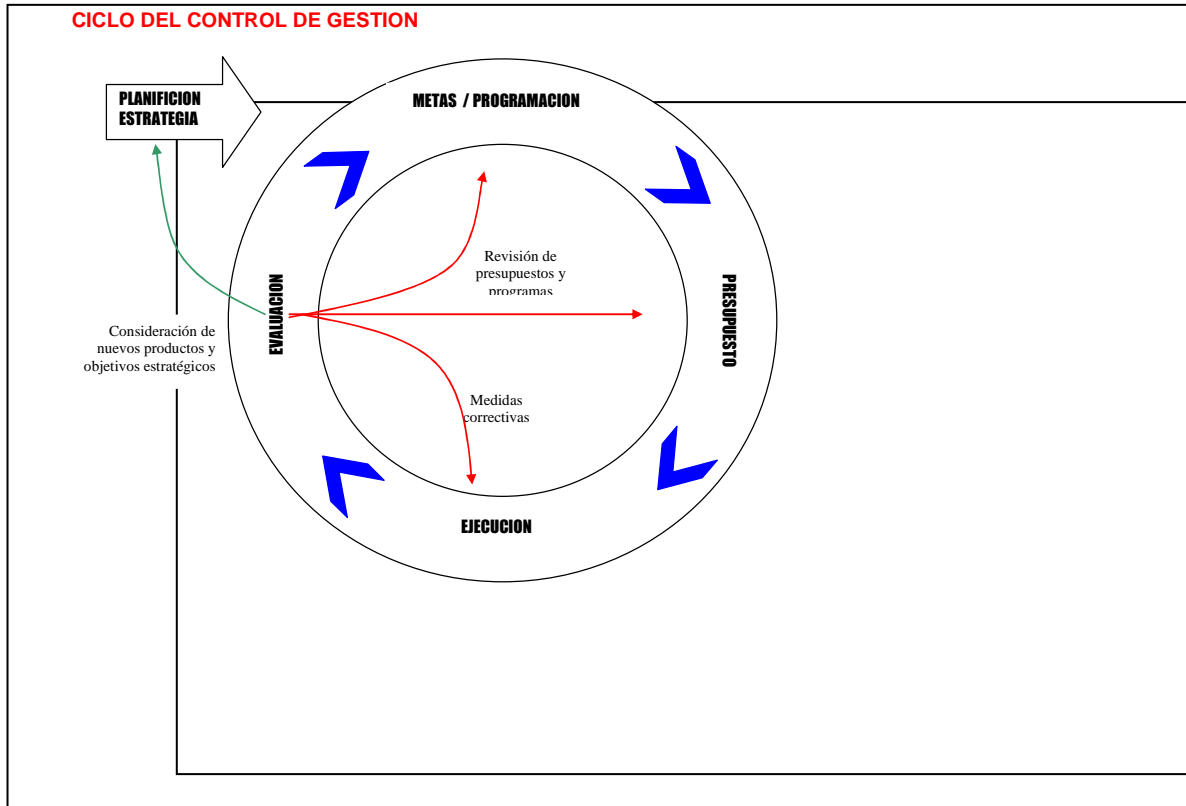 CICLO DEL CONTROL DE GESTION
PLANIFICION
ESTRATEGIA
METAS / PROGRAMACION
Revisión de
presupuestos y
programas
EVALUACION
PRESUPUESTO
Consideración de
nuevos productos y
objetivos estratégicos
Medidas
correctivas
EJECUCION